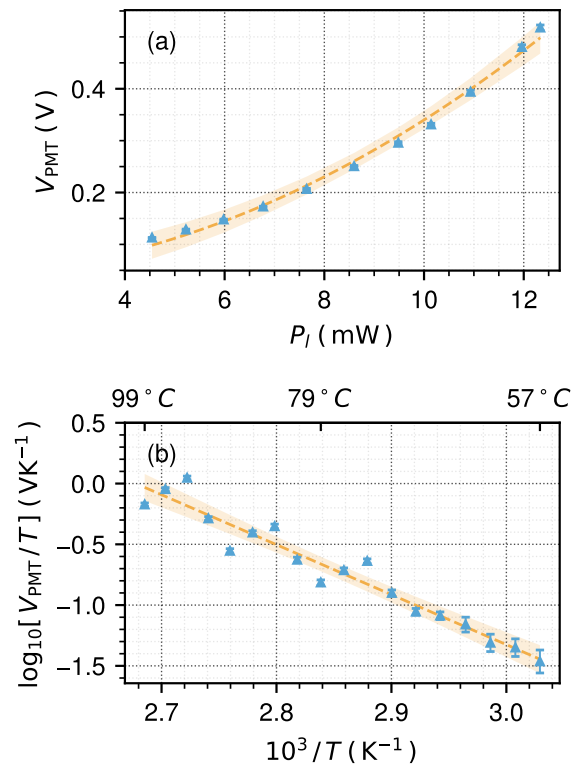 (a)
0.4
0.2
V_PMT (V)
4 6 8 10 12
P_I (mW)
99°C 79°C 57°C
(b)
0.5
0.0
−0.5
−1.0
−1.5
log₁₀[V_PMT/T] (VK⁻¹)
2.7 2.8 2.9 3.0
10³/T (K⁻¹)